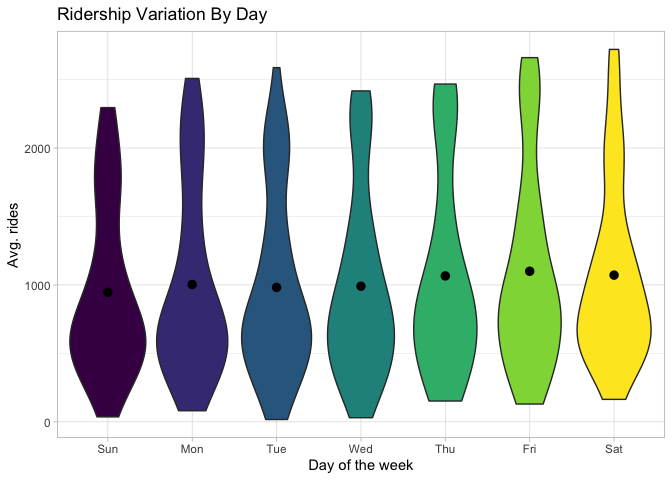 Ridership Variation By Day
Avg. rides
2000
1000
0
Sun Mon Tue Wed Thu Fri Sat
Day of the week